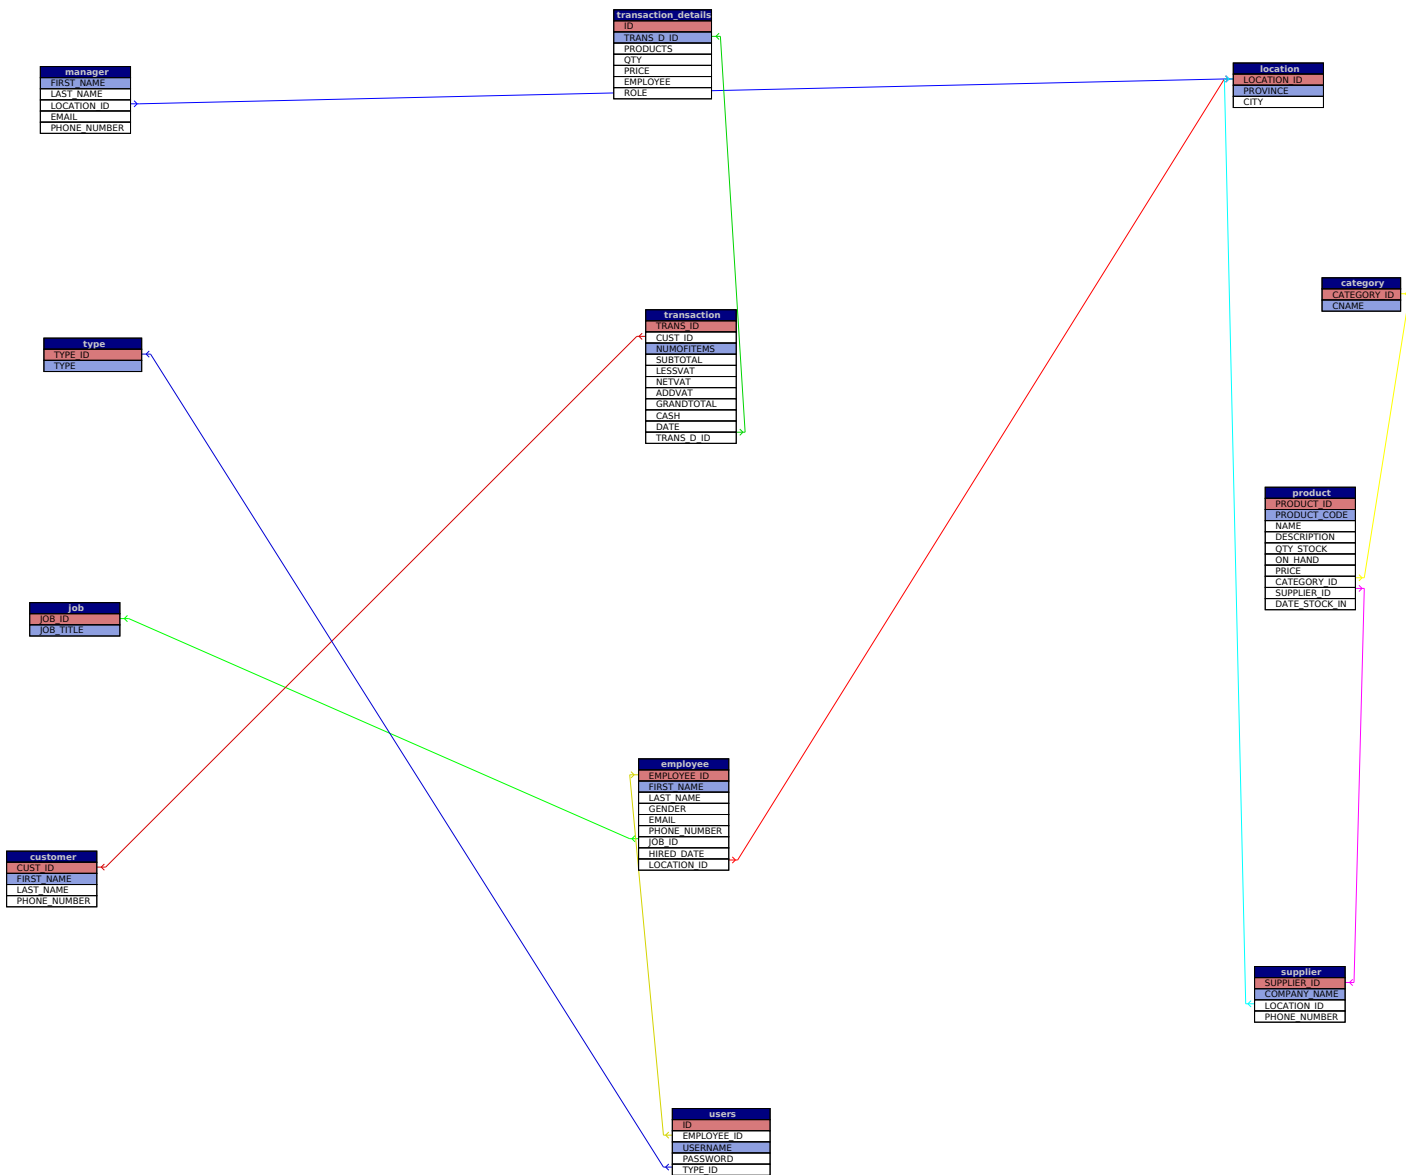 transaction_details
ID
TRANS_D_ID
PRODUCTS
QTY
PRICE
EMPLOYEE
ROLE
manager
FIRST_NAME
LAST_NAME
LOCATION_ID
EMAIL
PHONE_NUMBER
location
LOCATION_ID
PROVINCE
CITY
category
CATEGORY_ID
CNAME
transaction
TRANS_ID
CUST_ID
NUMOFITEMS
SUBTOTAL
LESSVAT
NETVAT
ADDVAT
GRANDTOTAL
CASH
DATE
TRANS_D_ID
type
TYPE_ID
TYPE
product
PRODUCT_ID
PRODUCT_CODE
NAME
DESCRIPTION
QTY_STOCK
ON_HAND
PRICE
CATEGORY_ID
SUPPLIER_ID
DATE_STOCK_IN
job
JOB_ID
JOB_TITLE
employee
EMPLOYEE_ID
FIRST_NAME
LAST_NAME
GENDER
EMAIL
PHONE_NUMBER
JOB_ID
HIRED_DATE
LOCATION_ID
customer
CUST_ID
FIRST_NAME
LAST_NAME
PHONE_NUMBER
supplier
SUPPLIER_ID
COMPANY_NAME
LOCATION_ID
PHONE_NUMBER
users
ID
EMPLOYEE_ID
USERNAME
PASSWORD
TYPE_ID